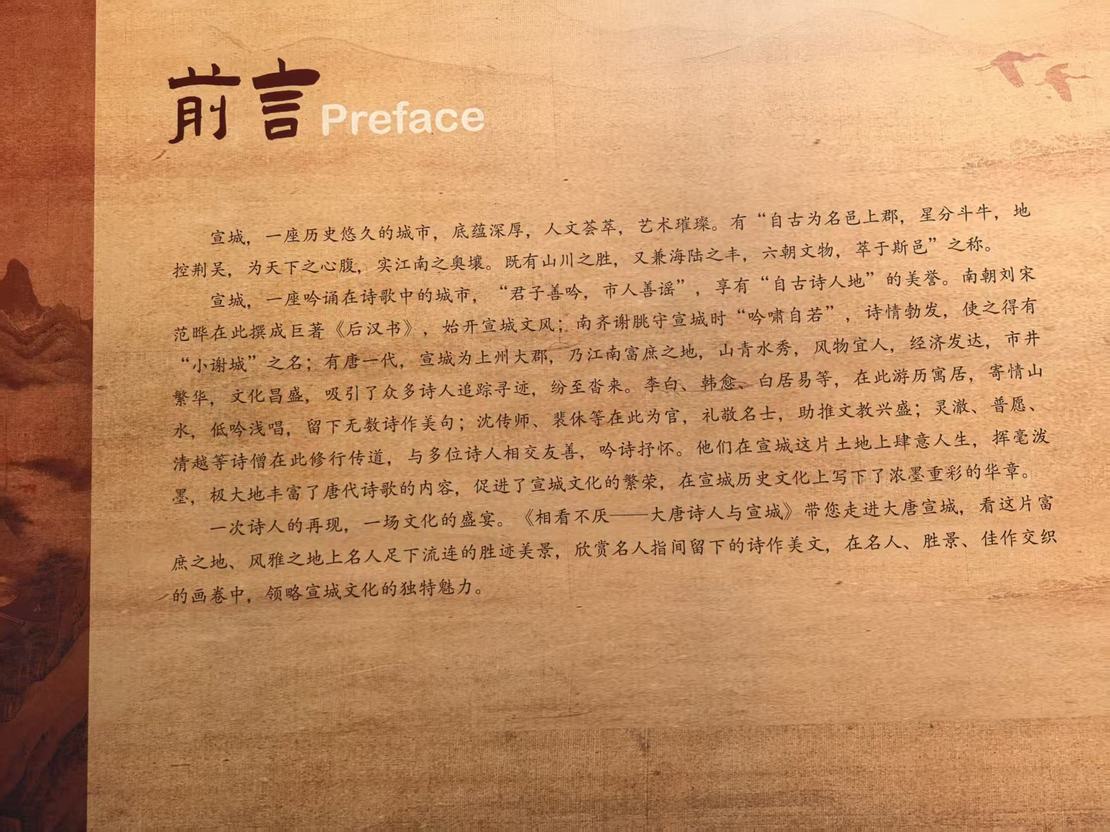 前言 Preface
宣城，一座历史悠久的城市，底蕴深厚，人文荟萃，艺术璀璨。有“自古为名邑上郡，星分斗牛，地
控荆吴，为天下之心腹，实江南之奥壤。既有山川之胜，又兼海陆之丰，六朝文物，萃于斯邑”之称。
宣城，一座吟诵在诗歌中的城市，“君子善吟，市人善谣”，享有“自古诗人地”的美誉。南朝刘宋
范晔在此撰成巨著《后汉书》，始开宣城文风；南齐谢朓守宣城时“吟啸自若”，诗情勃发，使之得有
“小谢城”之名；有唐一代，宣城为上州大郡，乃江南富庶之地，山青水秀，风物宜人，经济发达，市井
繁华，文化昌盛，吸引了众多诗人追踪寻迹，纷至沓来。李白、韩愈、白居易等，在此游历寓居，寄情山
水，低吟浅唱，留下无数诗作美句；沈传师、裴休等在此为官，礼敬名士，助推文教兴盛；灵澈、普愿、
清越等诗僧在此修行传道，与多位诗人相交友善，吟诗抒怀。他们在宣城这片土地上肆意人生，挥毫泼
墨，极大地丰富了唐代诗歌的内容，促进了宣城文化的繁荣，在宣城历史文化上写下了浓墨重彩的华章。
一次诗人的再现，一场文化的盛宴。《相看不厌——大唐诗人与宣城》带您走进大唐宣城，看这片富
庶之地、风雅之地上名人足下流连的胜迹美景，欣赏名人指间留下的诗作美文，在名人、胜景、佳作交织
的画卷中，领略宣城文化的独特魅力。